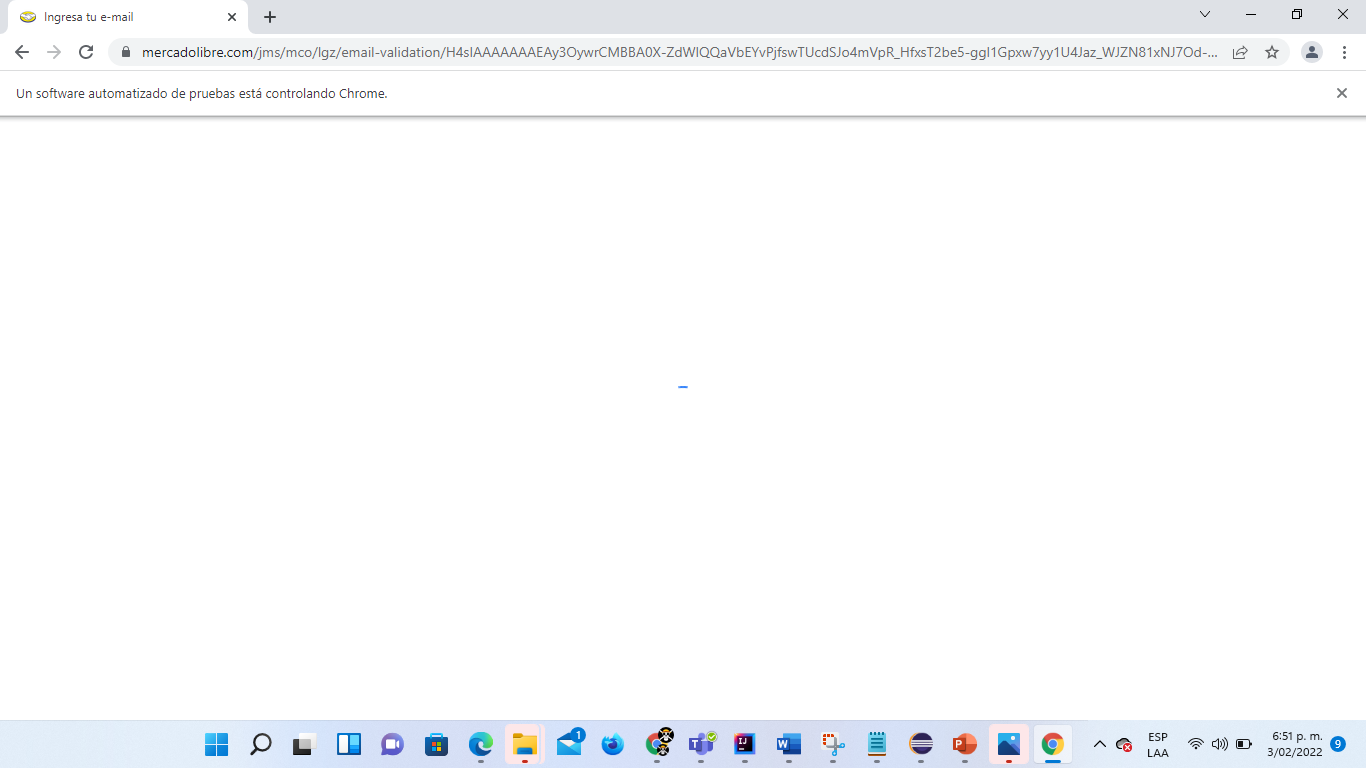 Ingresa tu e-mail
mercadolibre.com/jms/mco/lgz/email-validation/H4sIAAAAAAAEAy3OywrCMBBA0X-ZdWIQQaVbEYvPjfswTUcdSJo4mVpR_HfxsT2be5-ggl1Gpxw7yy1U4Jaz_WJZN81xNJ7Od-...
Un software automatizado de pruebas está controlando Chrome.
1
ESP
LAA
6:51 p. m.
3/02/2022
9